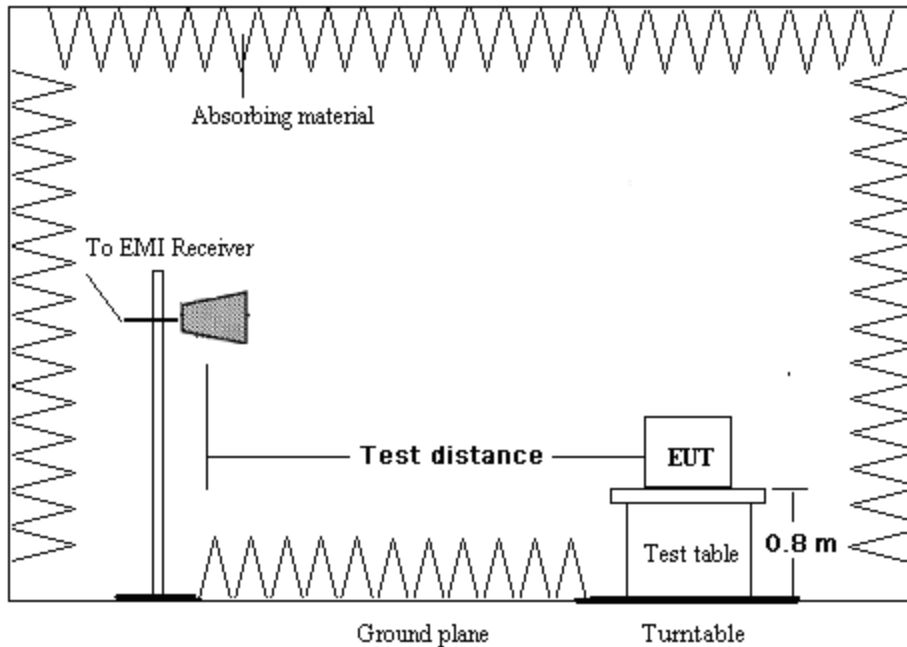 Absorbing material
To EMI Receiver
Test distance
EUT
Test table
0.8 m
Ground plane
Turntable